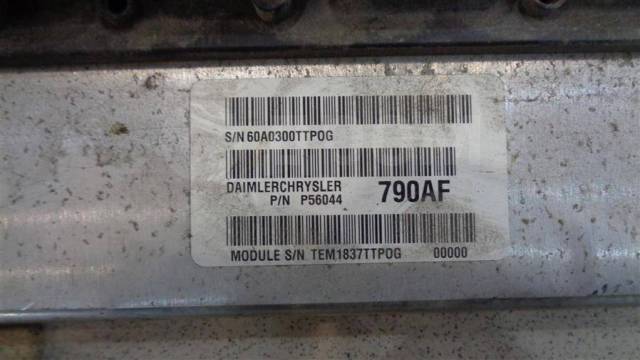 S/N 60A0300TTPOG
DAIMLERCHRYSLER 790AF
P/N P56044
MODULE S/N TEM1837TTPOG 00000